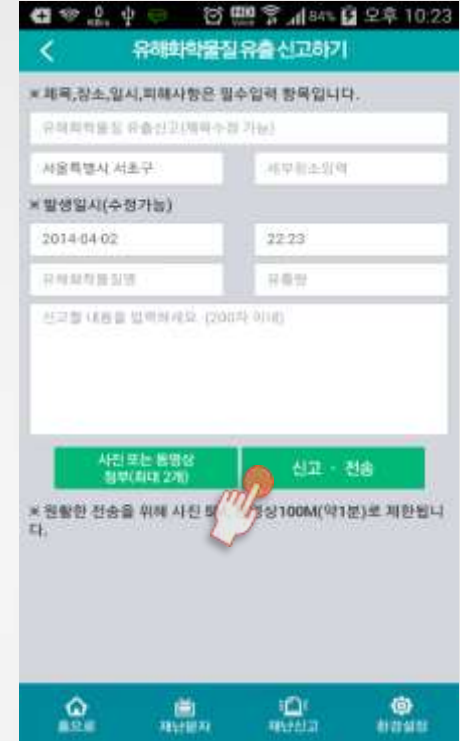 84% 오후 10:23
유해화학물질 유출 신고하기
※ 제목,장소,일시,피해사항은 필수입력 항목입니다.
유해화학물질 유출신고(제목수정 가능)
서울특별시 서초구 세부장소입력
※ 발생일시(수정가능)
2014-04-02 22:23
유해화학물질명 유출량
신고할 내용을 입력하세요. (200자 이내)
사진 또는 동영상 신고 - 전송
첨부(최대 2개)
※ 원활한 전송을 위해 사진 또 영상100M(약1분)로 제한됩니
다.
홈으로 재난문자 재난신고 환경설정